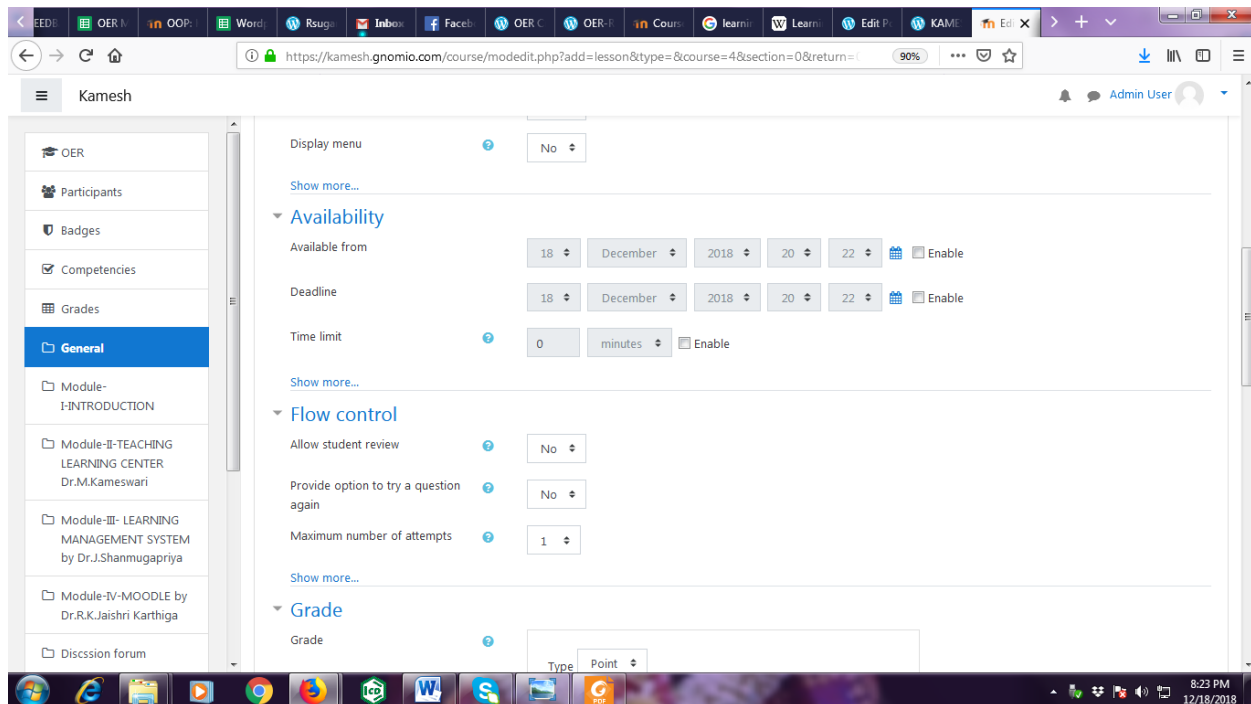 EEDB
OER M
OOP:
Word
Rsuga
Inbox
Faceb
OER C
OER-R
Cours
learnin
Learni
Edit Po
KAME
Edi
https://kamesh.gnomio.com/course/modedit.php?add=lesson&type=&course=4&section=0&return=
90%
Kamesh
Admin User
OER
Participants
Badges
Competencies
Grades
General
Module-
I-INTRODUCTION
Module-II-TEACHING
LEARNING CENTER
Dr.M.Kameswari
Module-III- LEARNING
MANAGEMENT SYSTEM
by Dr.J.Shanmugapriya
Module-IV-MOODLE by
Dr.R.K.Jaishri Karthiga
Discssion forum
Display menu
No
Show more...
Availability
Available from
18 December 2018 20 22 Enable
Deadline
18 December 2018 20 22 Enable
Time limit
0 minutes Enable
Show more...
Flow control
Allow student review
No
Provide option to try a question
again
No
Maximum number of attempts
1
Show more...
Grade
Grade
Type Point
8:23 PM
12/18/2018